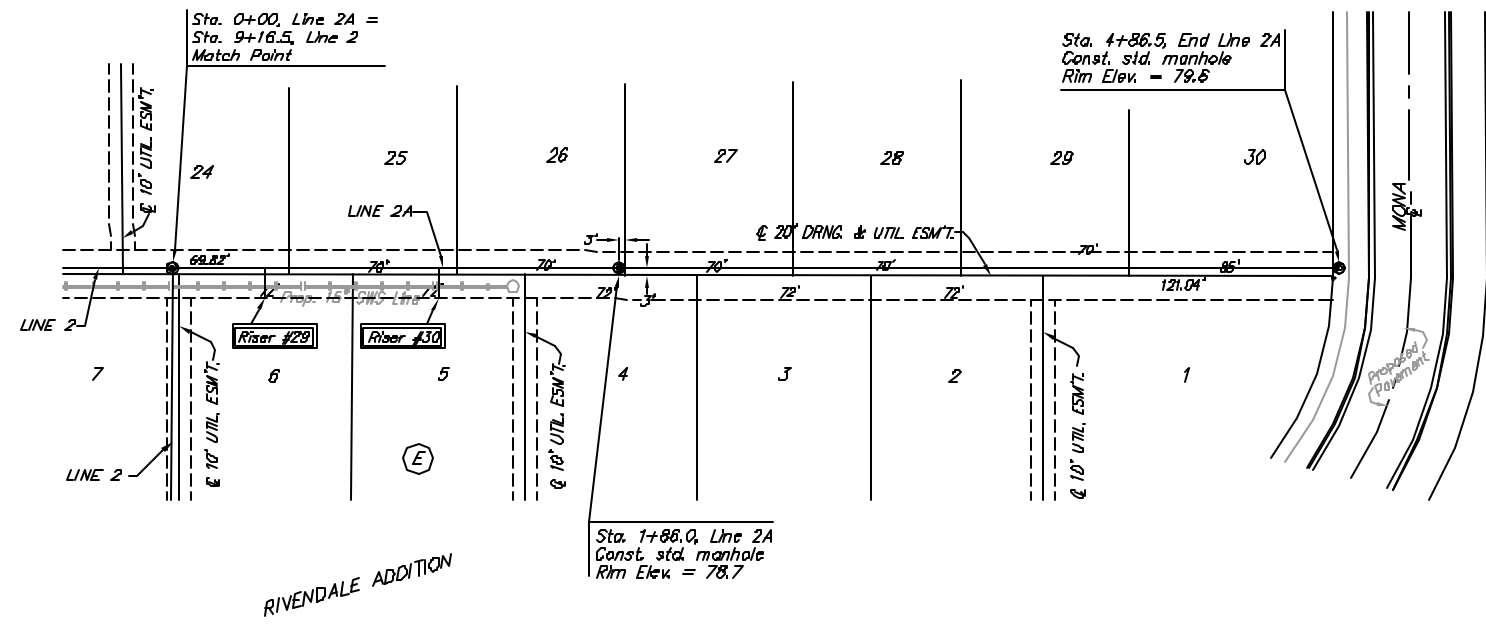 Sta. 0+00, Line 2A =
Sta. 9+16.5, Line 2
Match Point
Sta. 4+86.5, End Line 2A
Const. std. manhole
Rim Elev. = 79.6
℄ 10' UTIL. ESM'T.
24
25
26
27
28
29
30
MONA
℄
LINE 2A
3'
℄ 20' DRNG. & UTIL. ESM'T.
69.82'
70'
70'
70'
70'
70'
85'
Prop. 15" SWS Line
72'
3'
72'
72'
121.04'
LINE 2
Riser #29
Riser #30
7
6
5
4
3
2
1
Proposed
Pavement
℄ 10' UTIL. ESM'T.
℄ 10' UTIL. ESM'T.
℄ 10' UTIL. ESM'T.
E
LINE 2
Sta. 1+86.0, Line 2A
Const. std. manhole
Rim Elev. = 78.7
RIVENDALE ADDITION